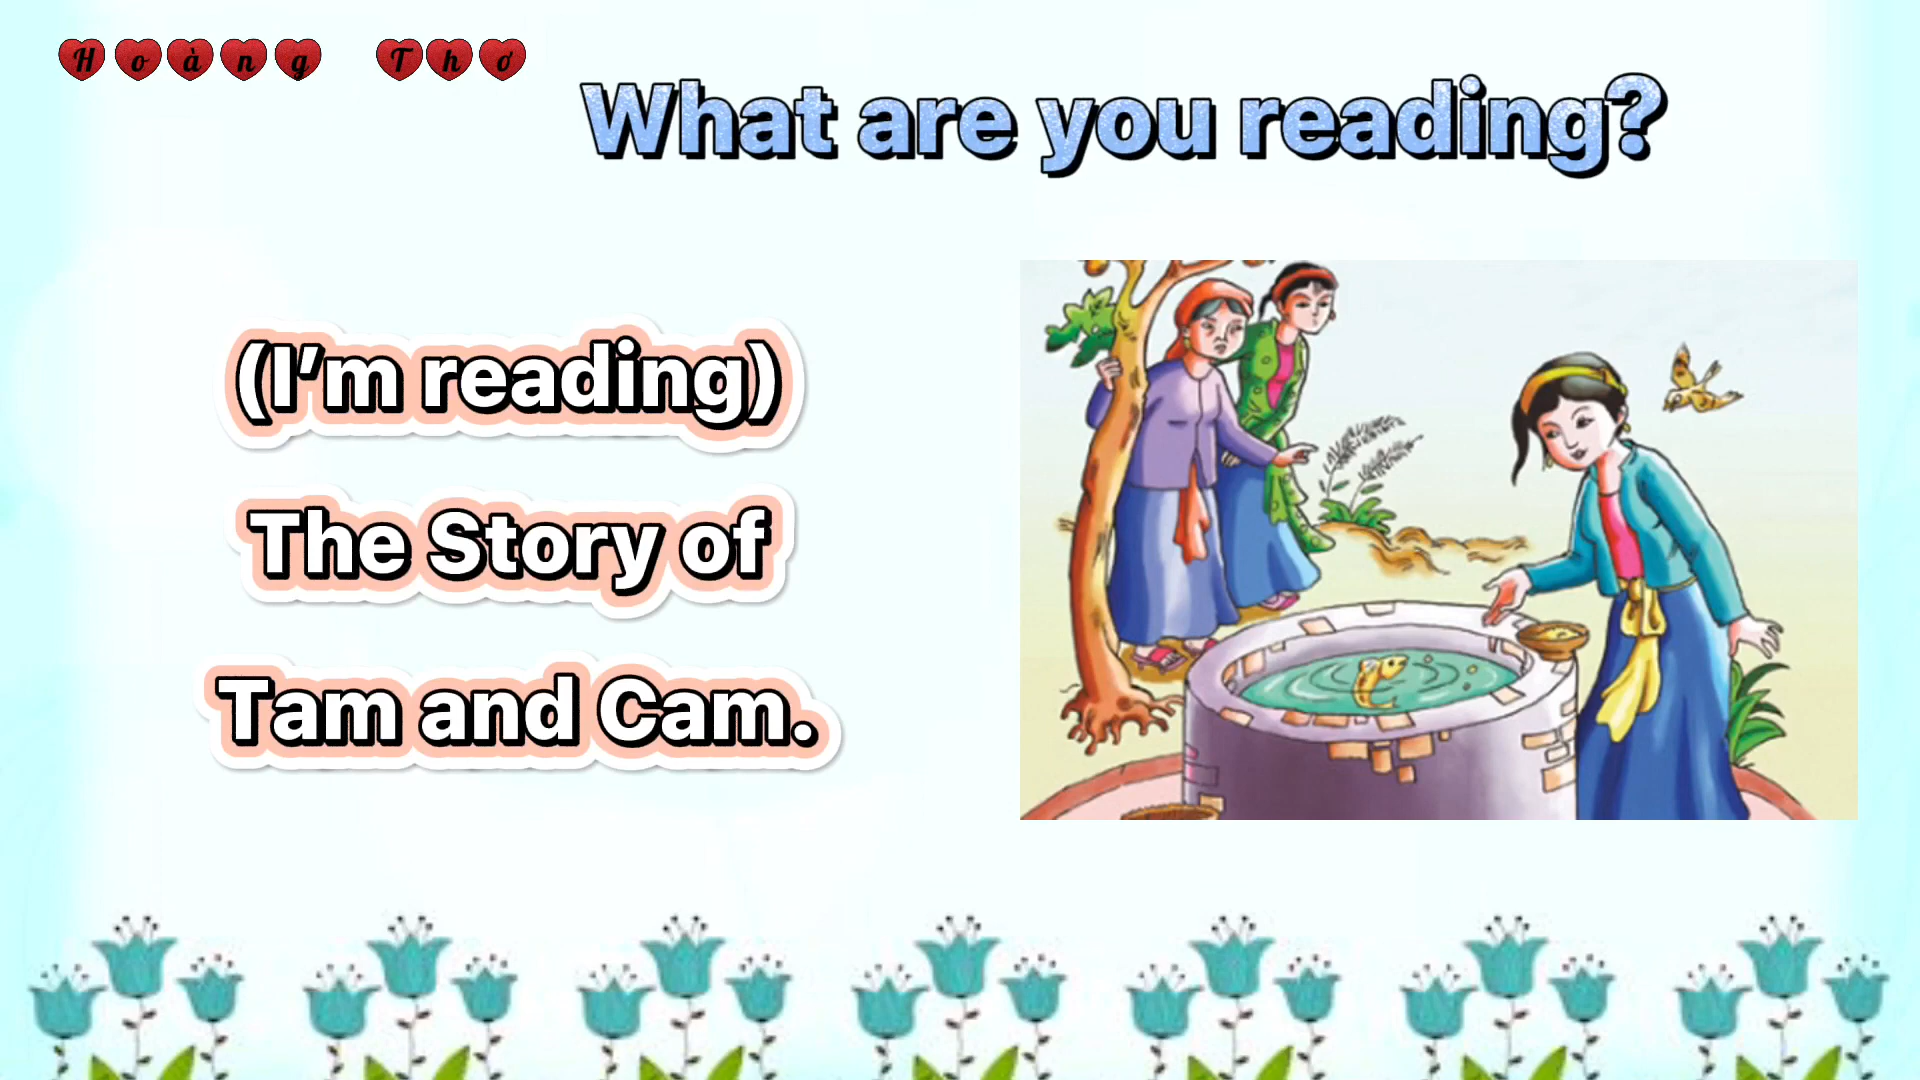 Hoàng Thơ
What are you reading?
(I'm reading)
The Story of
Tam and Cam.